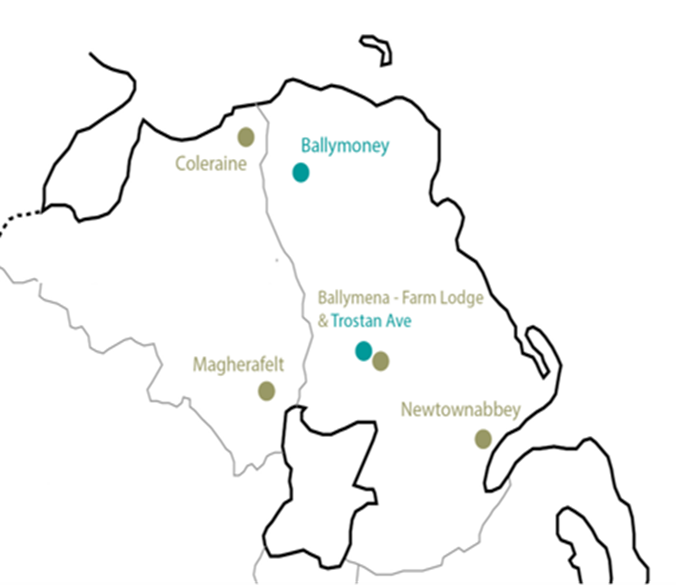 Ballymoney
Coleraine
Ballymena - Farm Lodge
& Trostan Ave
Magherafelt
Newtownabbey